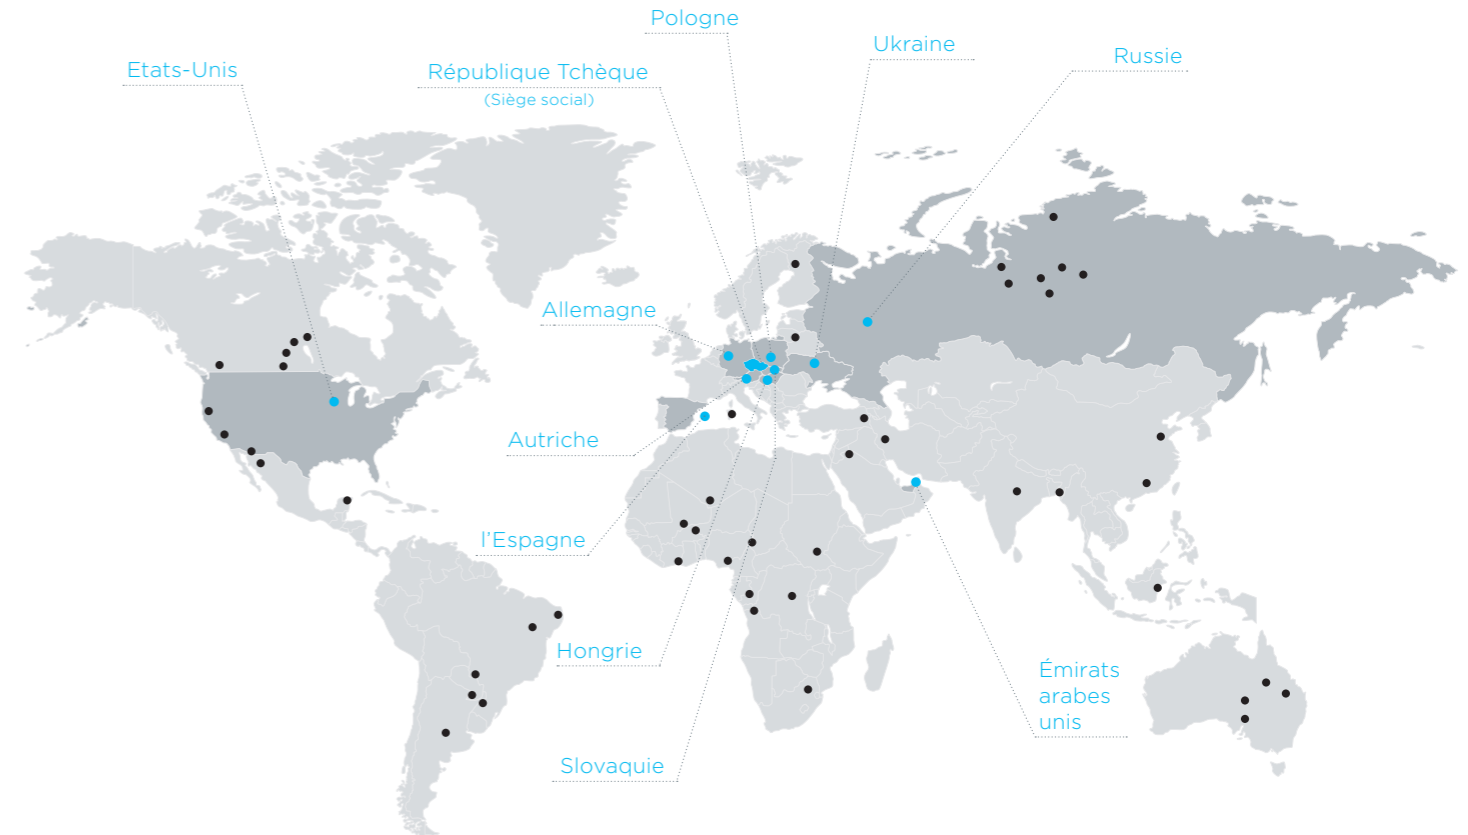 Pologne
Ukraine
Russie
Etats-Unis
République Tchèque
(Siège social)
Allemagne
Autriche
l'Espagne
Hongrie
Émirats
arabes
unis
Slovaquie